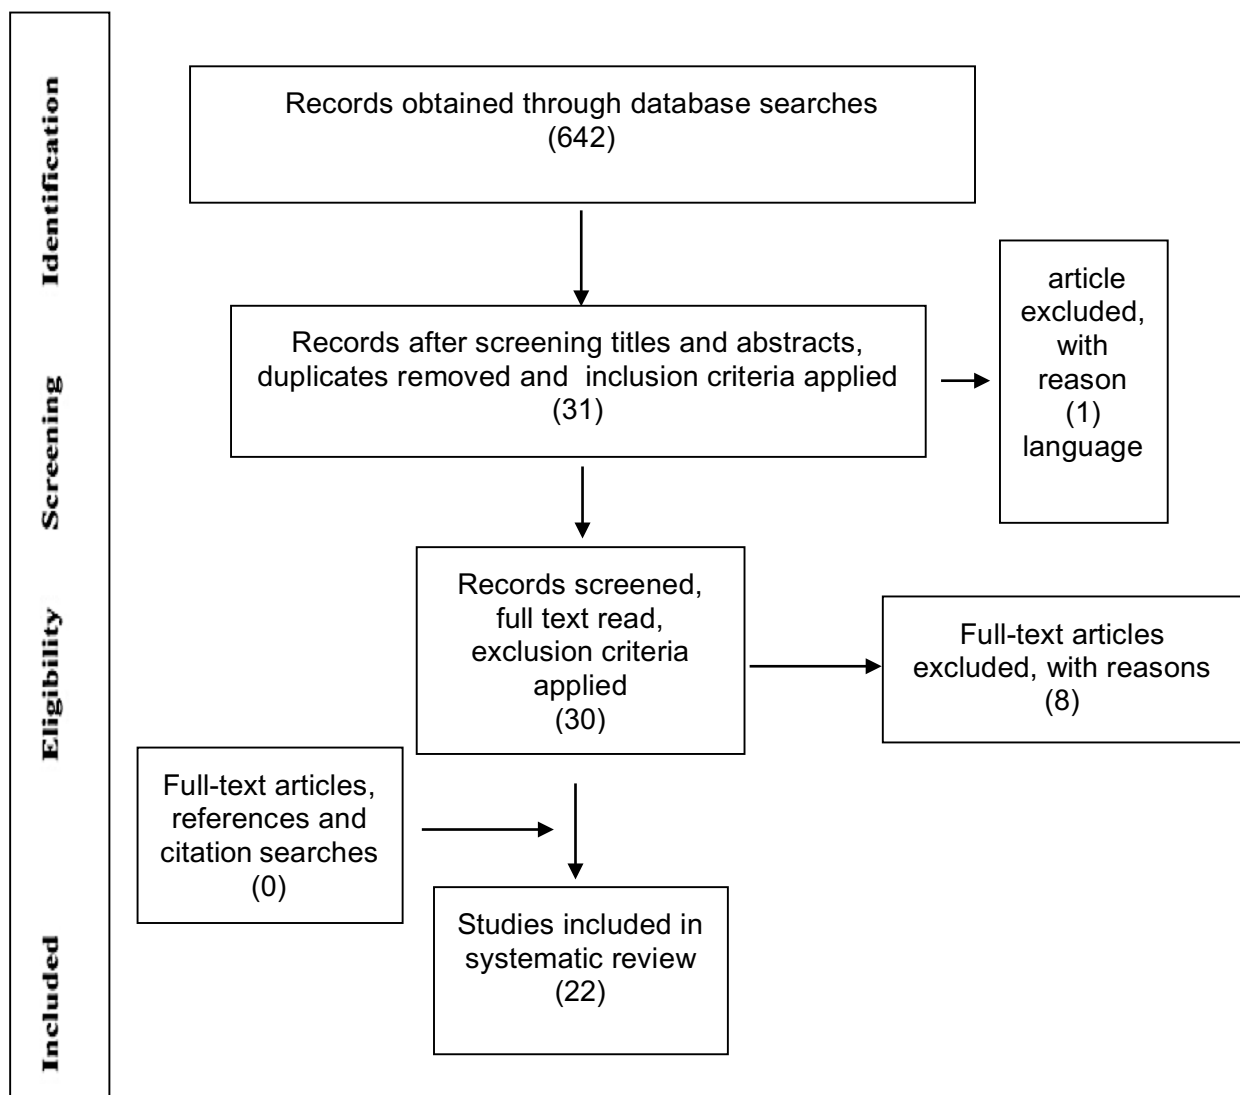 Identification
Records obtained through database searches
(642)
article
excluded,
with
reason
(1)
language
Screening
Records after screening titles and abstracts,
duplicates removed and inclusion criteria applied
(31)
Eligibility
Records screened,
full text read,
exclusion criteria
applied
(30)
Full-text articles
excluded, with reasons
(8)
Full-text articles,
references and
citation searches
(0)
Included
Studies included in
systematic review
(22)